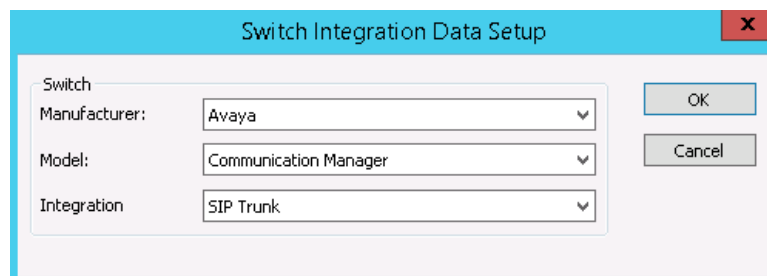 Switch Integration Data Setup
x
Switch
Manufacturer:
Avaya
OK
Model:
Communication Manager
Cancel
Integration
SIP Trunk